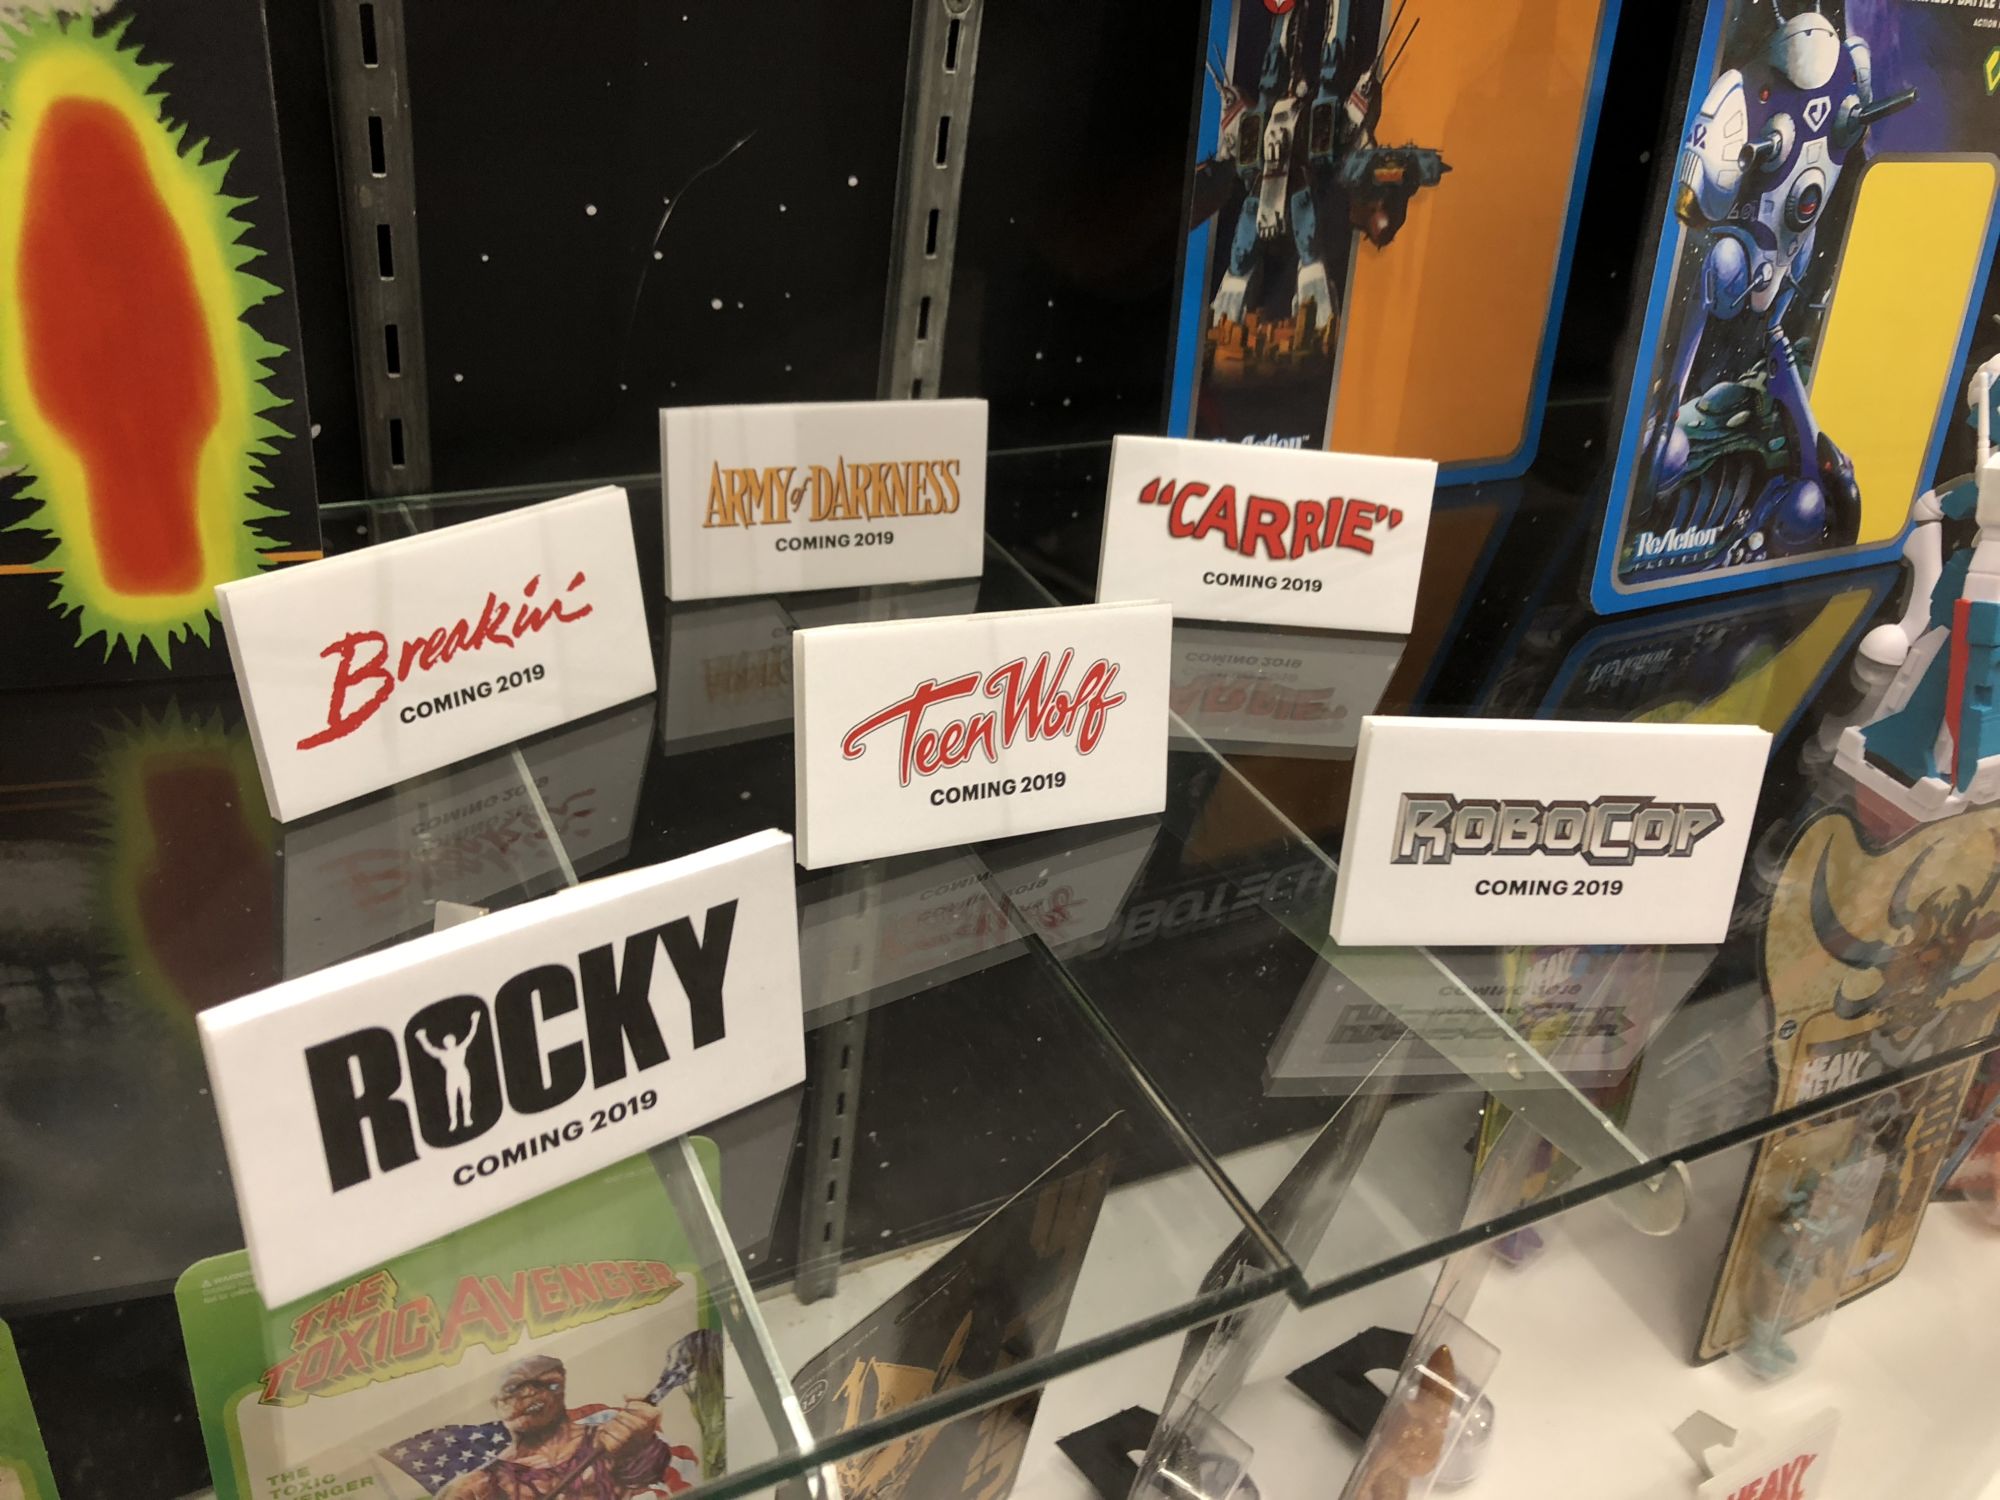 ARMY of DARKNESS
COMING 2019
"CARRIE"
COMING 2019
Breakin'
COMING 2019
Teen Wolf
COMING 2019
ROBOCOP
COMING 2019
ROCKY
COMING 2019
ReAction
ReAction
THE
TOXIC AVENGER
THE
TOXIC
AVENGER
HEAVY
METAL
HEAVY